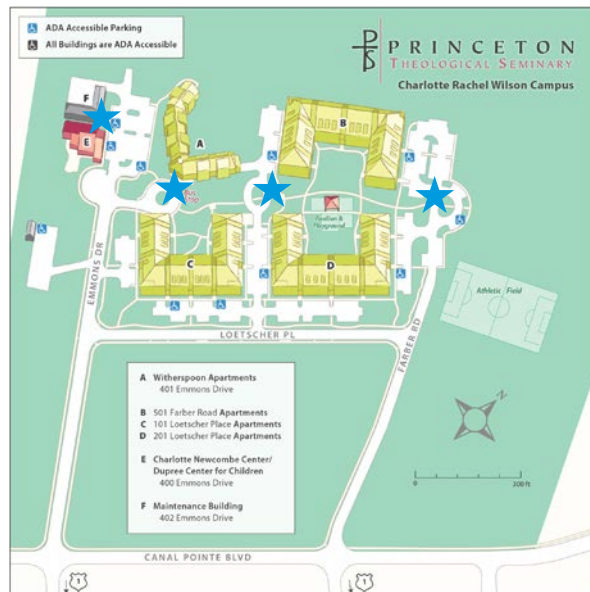 ADA Accessible Parking
All Buildings are ADA Accessible
PRINCETON
THEOLOGICAL SEMINARY
Charlotte Rachel Wilson Campus
F
E
A
B
Bus
Stop
Pavilion &
Playground
C
D
EMMONS DR
LOETSCHER PL
FARBER RD
Athletic Field
A Witherspoon Apartments
401 Emmons Drive
B 501 Farber Road Apartments
C 101 Loetscher Place Apartments
D 201 Loetscher Place Apartments
E Charlotte Newcombe Center/
Dupree Center for Children
400 Emmons Drive
F Maintenance Building
402 Emmons Drive
N
0 200 ft
CANAL POINTE BLVD
1
1